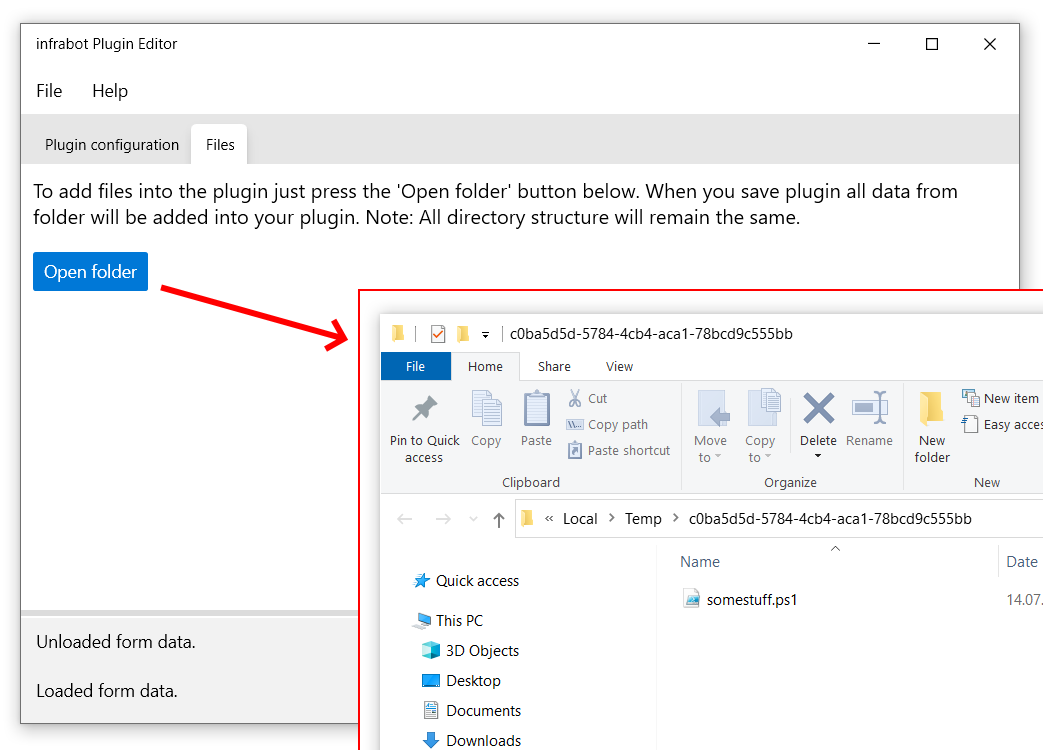 infrabot Plugin Editor
File Help
Plugin configuration Files
To add files into the plugin just press the 'Open folder' button below. When you save plugin all data from
folder will be added into your plugin. Note: All directory structure will remain the same.
Open folder
c0ba5d5d-5784-4cb4-aca1-78bcd9c555bb
File Home Share View
Pin to Quick
access
Copy
Paste
Cut
Copy path
Paste shortcut
Clipboard
Move
to
Copy
to
Delete
Rename
Organize
New
folder
New item
Easy acces
New
« Local > Temp > c0ba5d5d-5784-4cb4-aca1-78bcd9c555bb
Name Date
somestuff.ps1 14.07.
Quick access
This PC
3D Objects
Desktop
Documents
Downloads
Unloaded form data.
Loaded form data.